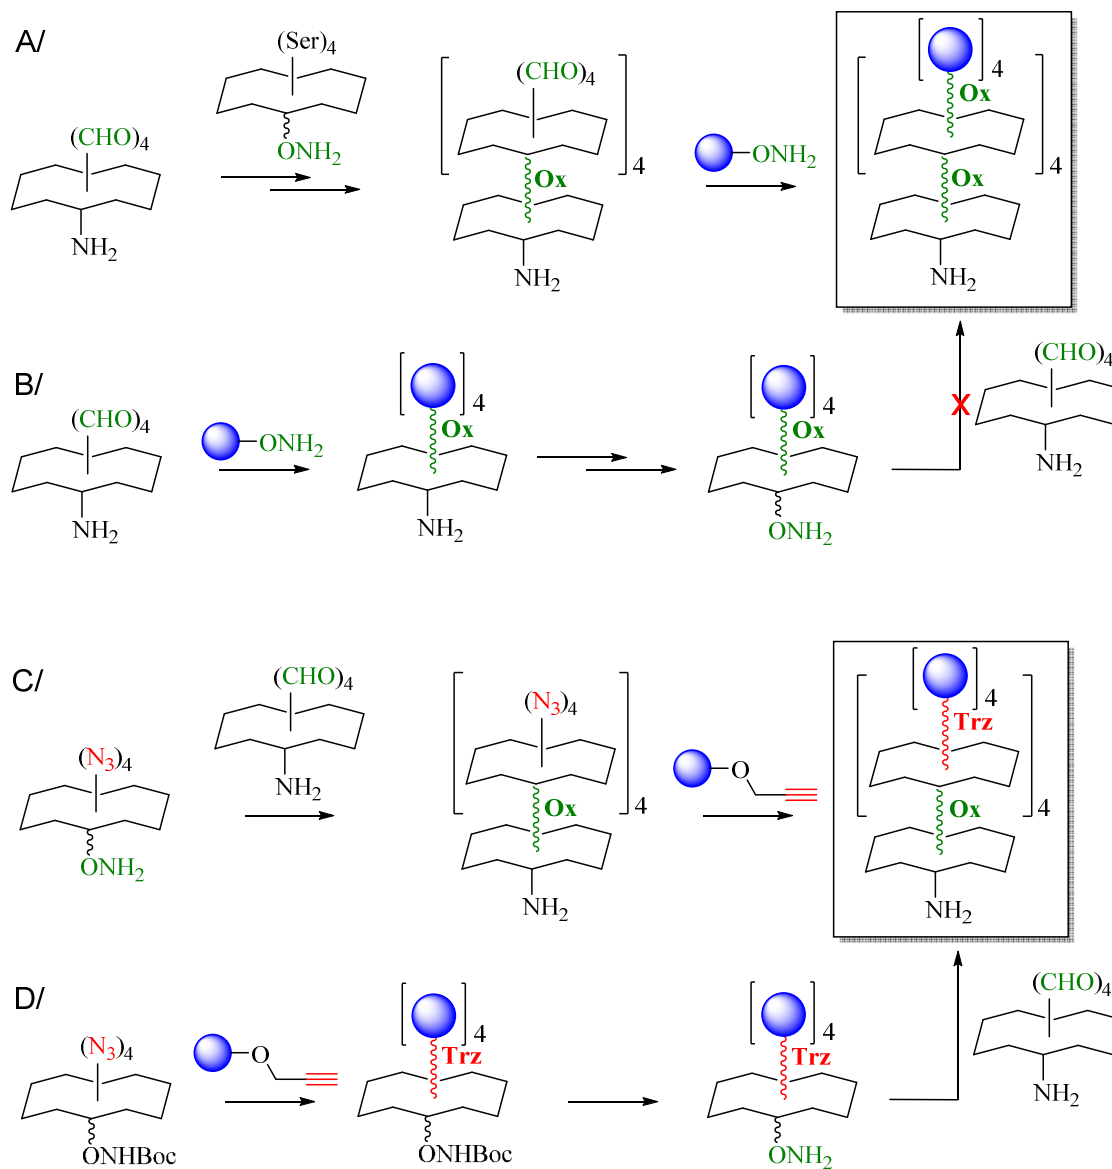 A/
(Ser)4
(CHO)4
NH2
ONH2
(CHO)4
4
Ox
NH2
ONH2
4
Ox
4
Ox
NH2
B/
(CHO)4
NH2
ONH2
4
Ox
NH2
4
Ox
ONH2
X
(CHO)4
NH2
C/
(N3)4
ONH2
(CHO)4
NH2
(N3)4
4
Ox
NH2
O
4
Trz
4
Ox
NH2
D/
(N3)4
ONHBoc
O
4
Trz
ONHBoc
4
Trz
ONH2
(CHO)4
NH2